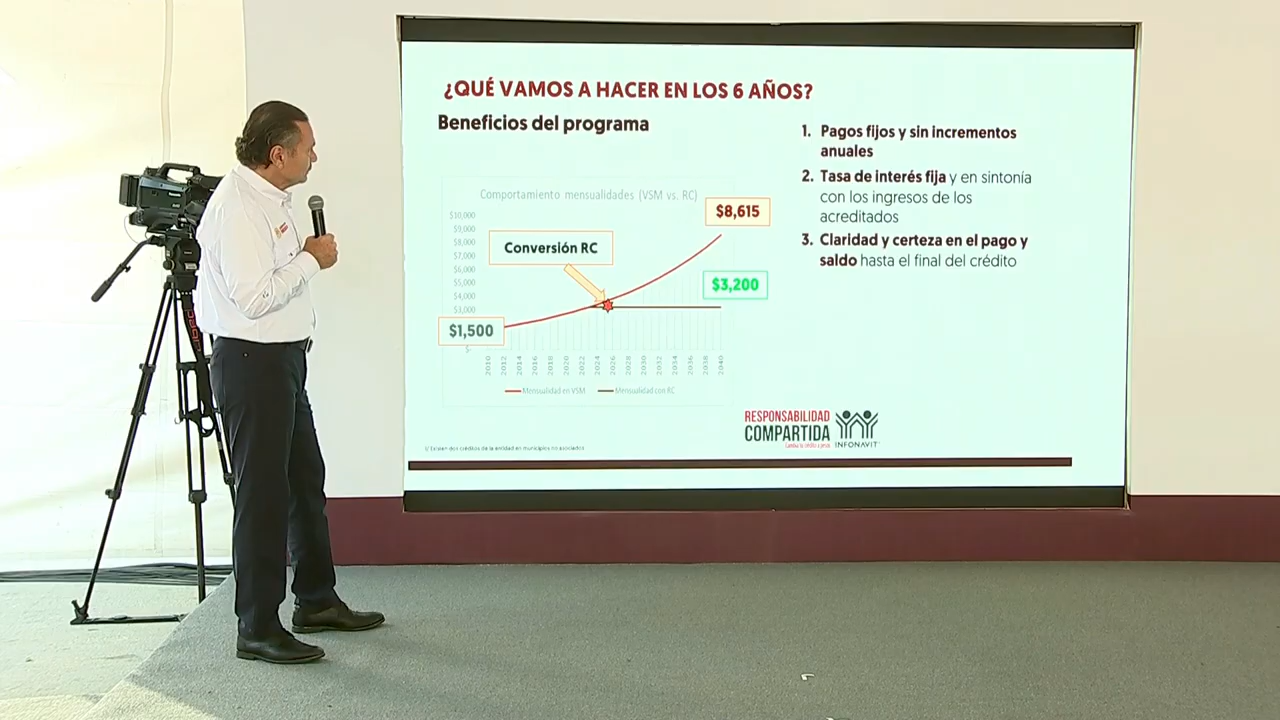 ¿QUÉ VAMOS A HACER EN LOS 6 AÑOS?
Beneficios del programa
Comportamiento mensualidades (VSM vs. RC)
$10,000
$9,000
$8,000
$7,000
$6,000
$5,000
$4,000
$3,000
$8,615
Conversión RC
$3,200
$1,500
2010
2012
2014
2016
2018
2020
2022
2024
2026
2028
2030
2032
2034
2036
2038
2040
Mensualidad en VSM
Mensualidad con RC
1. Pagos fijos y sin incrementos
anuales
2. Tasa de interés fija y en sintonía
con los ingresos de los
acreditados
3. Claridad y certeza en el pago y
saldo hasta el final del crédito
RESPONSABILIDAD
COMPARTIDA
INFONAVIT